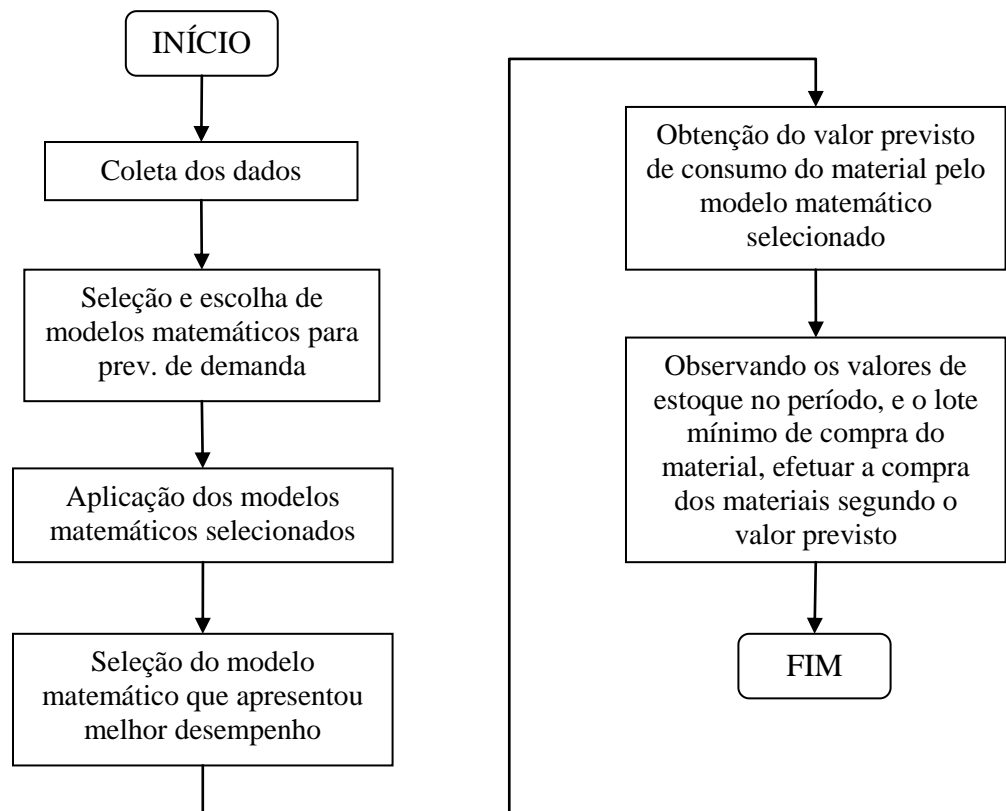 INÍCIO
Coleta dos dados
Seleção e escolha de
modelos matemáticos para
prev. de demanda
Aplicação dos modelos
matemáticos selecionados
Seleção do modelo
matemático que apresentou
melhor desempenho
Obtenção do valor previsto
de consumo do material pelo
modelo matemático
selecionado
Observando os valores de
estoque no período, e o lote
mínimo de compra do
material, efetuar a compra
dos materiais segundo o
valor previsto
FIM